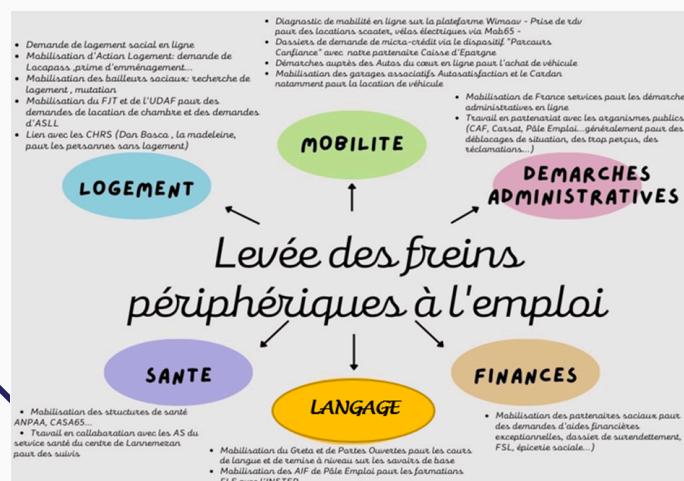 • Demande de logement social en ligne
• Mobilisation d'Action Logement: demande de
Locapass ,prime d'emménagement...
• Mobilisation des bailleurs sociaux: recherche de
logement , mutation
• Mobilisation du FJT et de l'UDAF pour des
demandes de location de chambre et des demandes
d'ASLL
• Lien avec les CHRS (Don Bosco , la madeleine,
pour les personnes sans logement)
LOGEMENT
• Diagnostic de mobilité en ligne sur la plateforme Wimoov - Prise de rdv
pour des locations scooter, vélos électriques via Mob65 -
• Dossiers de demande de micro-crédit via le dispositif "Parcours
Confiance" avec notre partenaire Caisse d'Epargne
• Démarches auprès des Autos du coeur en ligne pour l'achat de véhicule
• Mobilisation des garages associatifs Autosatisfaction et le Cardan
notamment pour la location de véhicule
MOBILITE
• Mobilisation de France services pour les démarche
administratives en ligne
• Travail en partenariat avec les organismes publics
(CAF, Carsat, Pôle Emploi...généralement pour des
déblocages de situation, des trop perçus, des
réclamations...)
DEMARCHES
ADMINISTRATIVES
Levée des freins
périphériques à l'emploi
SANTE
• Mobilisation des structures de santé
ANPAA, CASA65...
• Travail en collaboration avec les AS du
service santé du centre de Lannemezan
pour des suivis
LANGAGE
• Mobilisation du Greta et de Portes Ouvertes pour les cours
de langue et de remise à niveau sur les savoirs de base
• Mobilisation des AIF de Pôle Emploi pour les formations
FINANCES
• Mobilisation des partenaires sociaux pour
des demandes d'aides financières
exceptionnelles, dossier de surendettement,
FSL, épicerie sociale...)